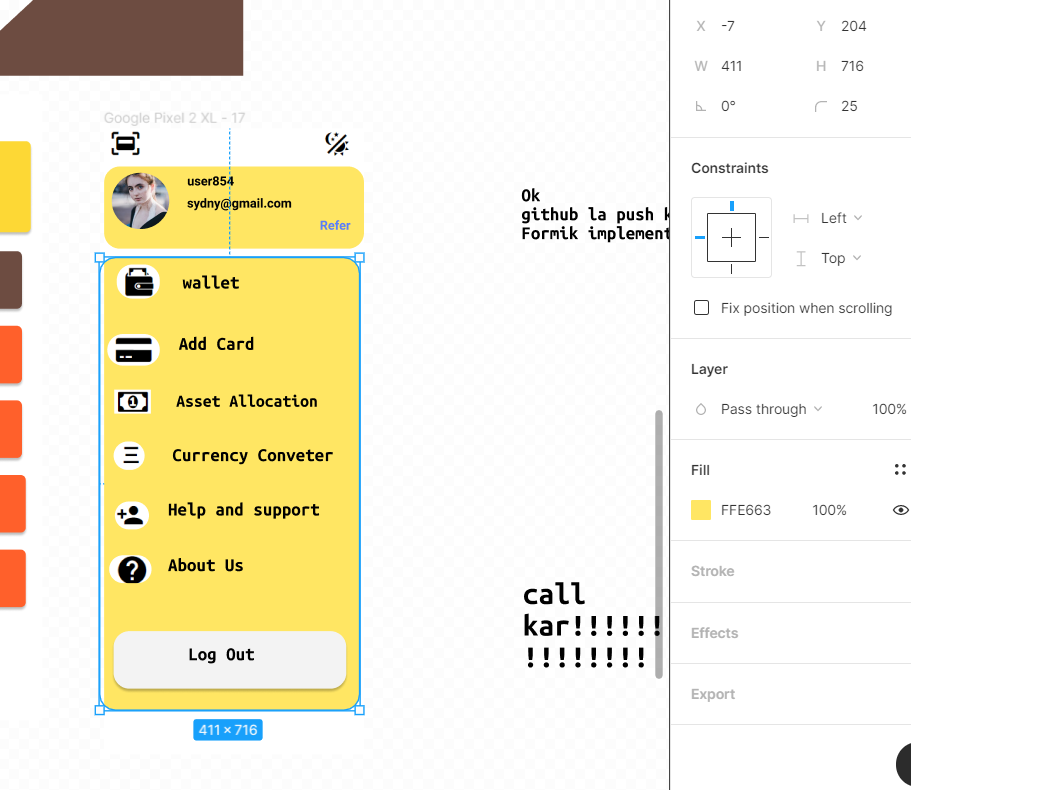 X -7 Y 204
W 411 H 716
0° 25
Google Pixel 2 XL - 17
user854
sydny@gmail.com
Refer
wallet
Add Card
Asset Allocation
Currency Conveter
Help and support
About Us
Log Out
411 × 716
Ok
github la push k
Formik implement
call
kar!!!!!!
!!!!!!!!
Constraints
Left
Top
Fix position when scrolling
Layer
Pass through 100%
Fill
FFE663 100%
Stroke
Effects
Export